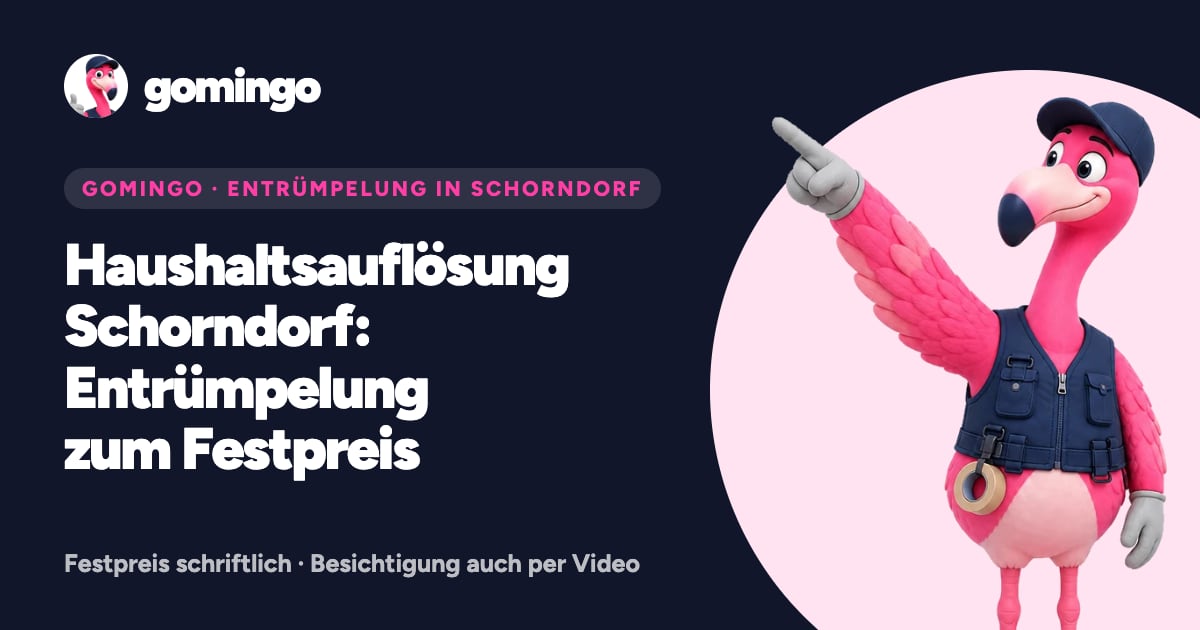 gomingo
GOMINGO · ENTRÜMPELUNG IN SCHORNDORF
Haushaltsauflösung
Schorndorf:
Entrümpelung
zum Festpreis
Festpreis schriftlich · Besichtigung auch per Video